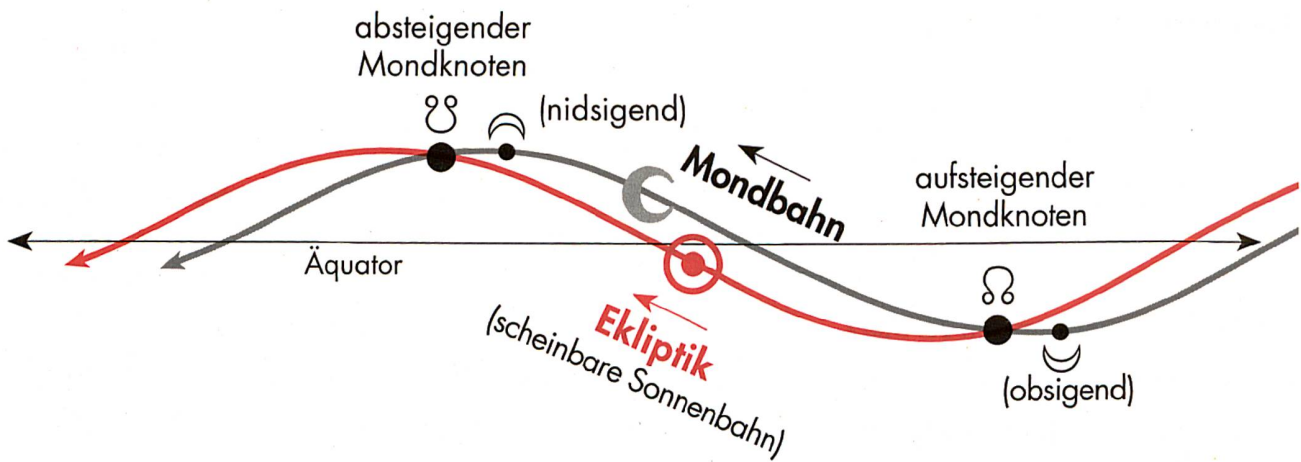 absteigender
Mondknoten
☋
(nidsigend)
Mondbahn
aufsteigender
Mondknoten
☊
Äquator
Ekliptik
(scheinbare Sonnenbahn)
(obsigend)